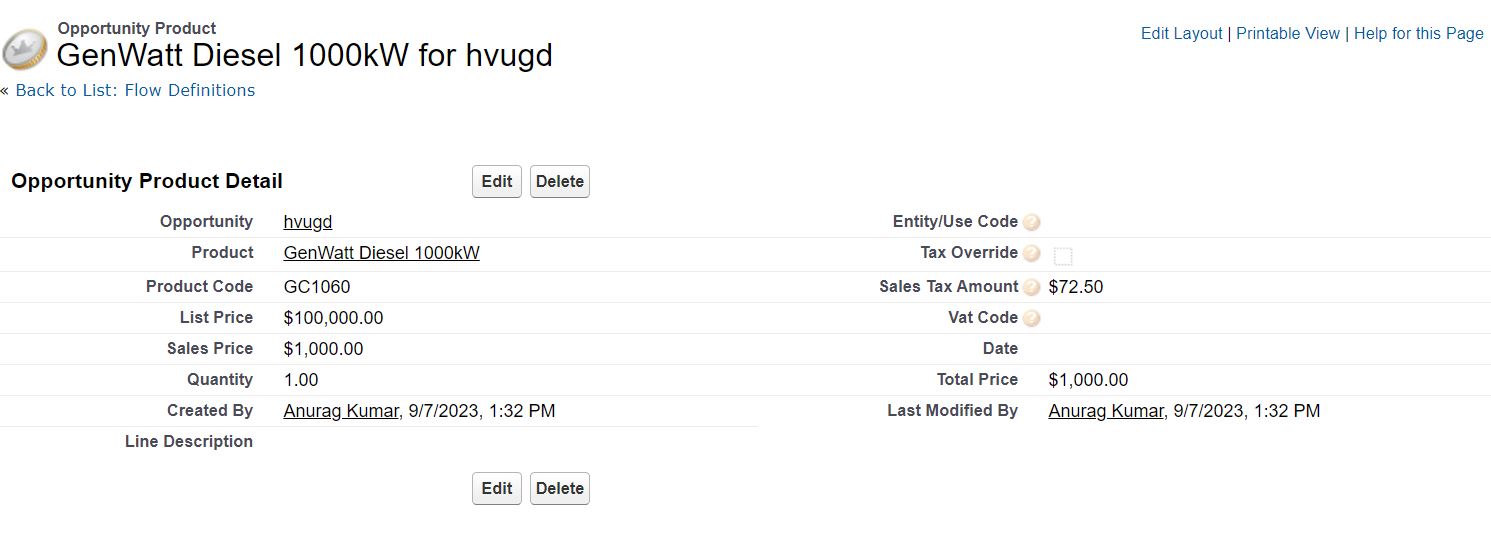 Opportunity Product
GenWatt Diesel 1000kW for hvugd
Edit Layout | Printable View | Help for this Page
« Back to List: Flow Definitions
Opportunity Product Detail
Edit Delete
Opportunity hvugd Entity/Use Code ?
Product GenWatt Diesel 1000kW Tax Override ?
Product Code GC1060 Sales Tax Amount ? $72.50
List Price $100,000.00 Vat Code ?
Sales Price $1,000.00 Date
Quantity 1.00 Total Price $1,000.00
Created By Anurag Kumar, 9/7/2023, 1:32 PM Last Modified By Anurag Kumar, 9/7/2023, 1:32 PM
Line Description
Edit Delete